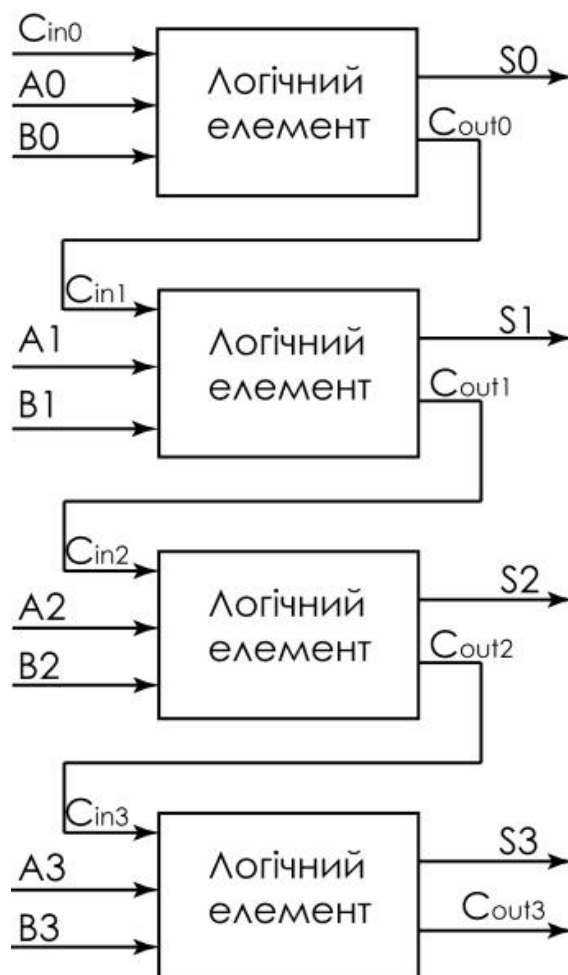 Cin0
A0
B0
Логічний
елемент
S0
Cout0
Cin1
A1
B1
Логічний
елемент
S1
Cout1
Cin2
A2
B2
Логічний
елемент
S2
Cout2
Cin3
A3
B3
Логічний
елемент
S3
Cout3